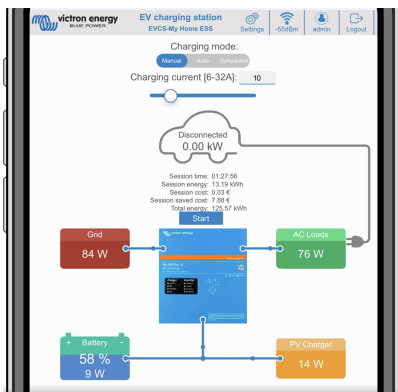 victron energy
BLUE POWER
EV charging station
EVCS-My Home ESS
Settings
-55dBm
admin
Logout
Charging mode:
Manual Auto Scheduled
Charging current [6-32A]: 10
Disconnected
0.00 kW
Session time: 01:27:56
Session energy: 13.19 kWh
Session cost: 0.03 €
Session saved cost: 7.88 €
Total energy: 125.57 kWh
Start
Grid
84 W
victron energy
AC Loads
76 W
+ Battery -
58 %
9 W
PV Charger
14 W